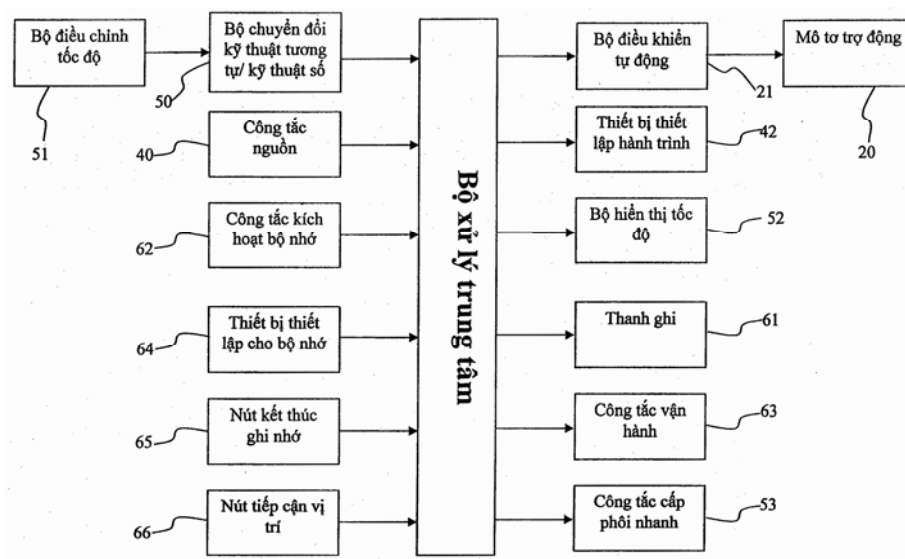 Bộ điều chỉnh
tốc độ
51
Bộ chuyển đổi
kỹ thuật tương
tự/ kỹ thuật số
50
Công tắc
nguồn
40
Công tắc kích
hoạt bộ nhớ
62
Thiết bị thiết
lập cho bộ nhớ
64
Nút kết thúc
ghi nhớ
65
Nút tiếp cận vị
trí
66
Bộ xử lý trung tâm
Bộ điều khiển
tự động
21
Mô tơ trợ động
20
Thiết bị thiết
lập hành trình
42
Bộ hiển thị tốc
độ
52
Thanh ghi
61
Công tắc vận
hành
63
Công tắc cấp
phôi nhanh
53